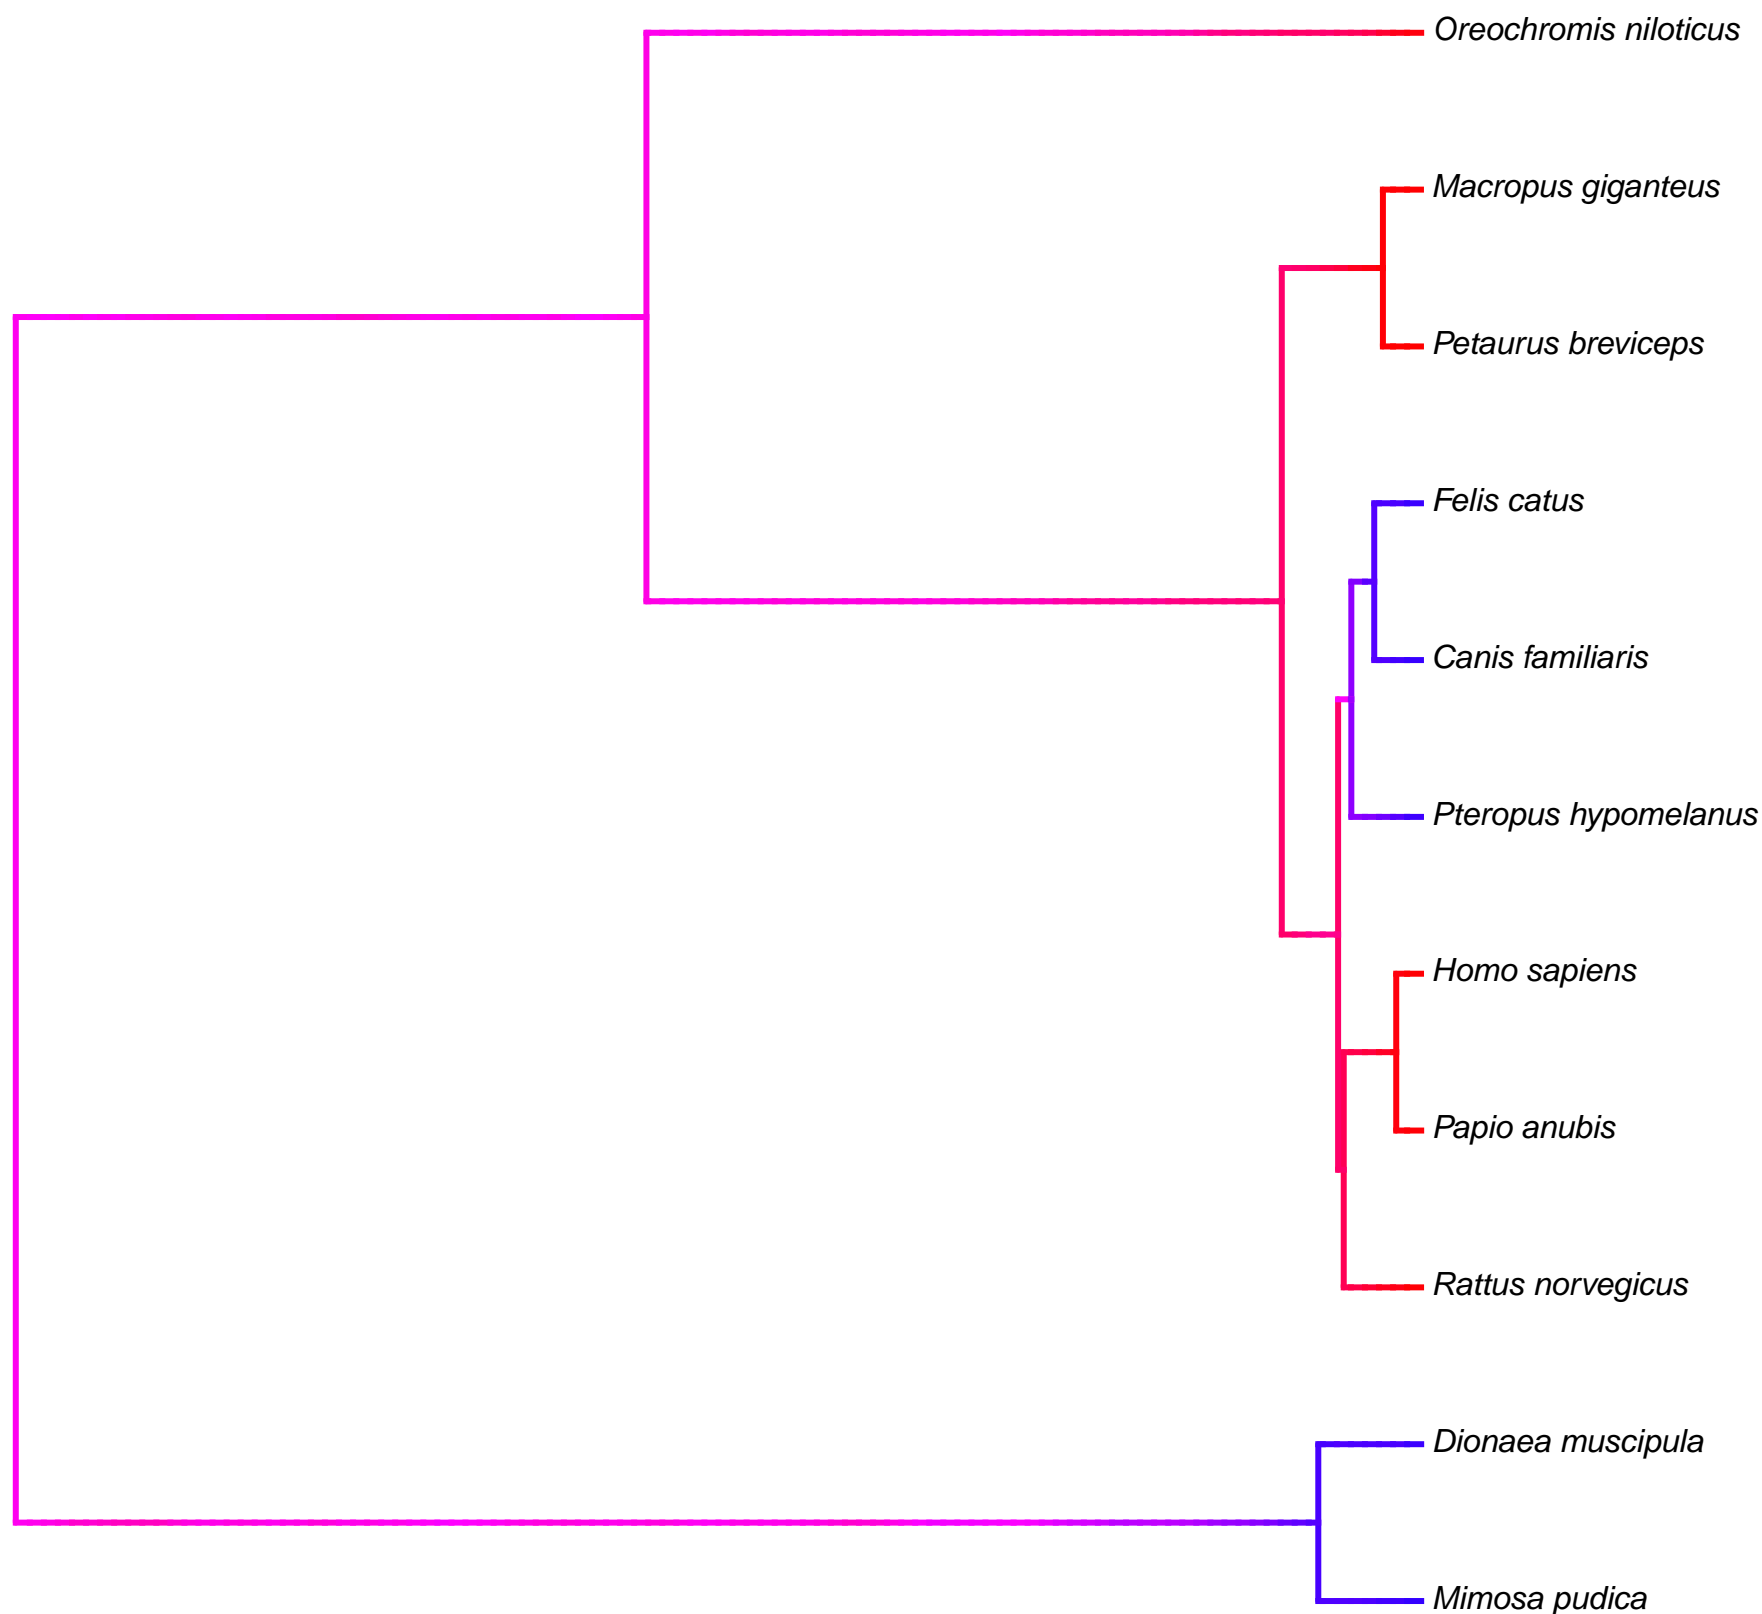 Oreochromis niloticus
Macropus giganteus
Petaurus breviceps
Felis catus
Canis familiaris
Pteropus hypomelanus
Homo sapiens
Papio anubis
Rattus norvegicus
Dionaea muscipula
Mimosa pudica